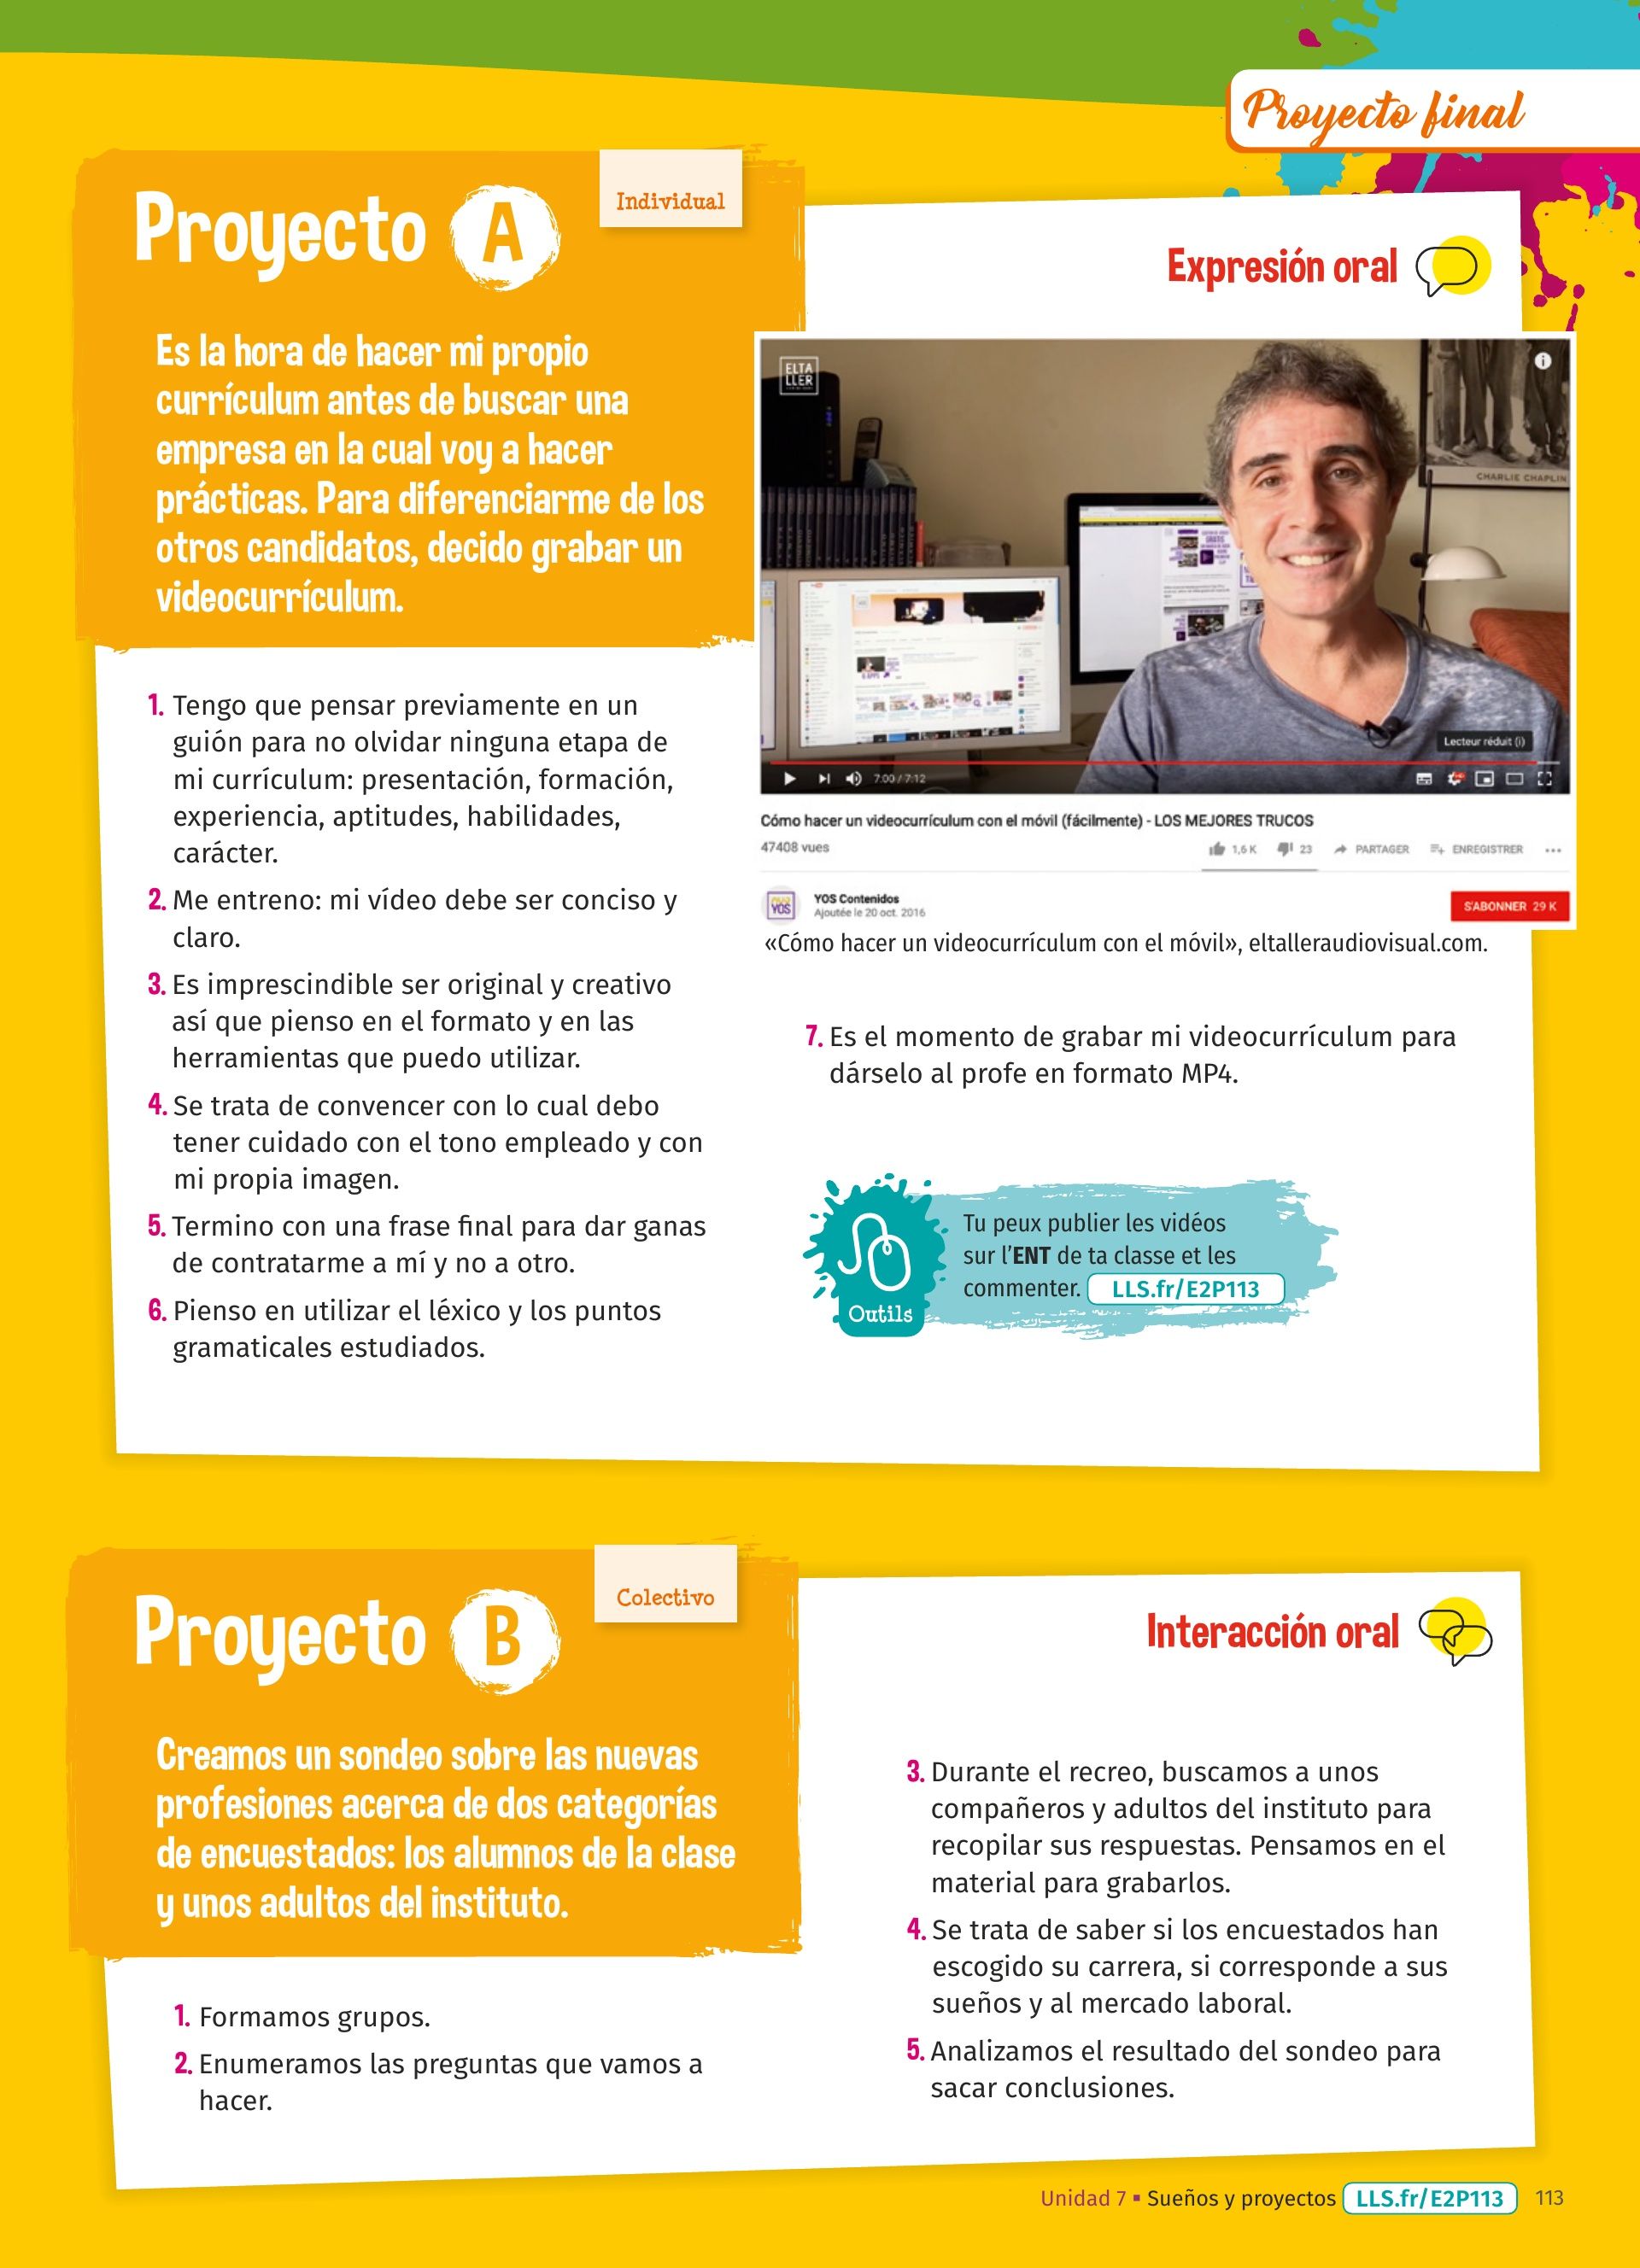 Proyecto final
Proyecto A
Individual
Es la hora de hacer mi propio
currículum antes de buscar una
empresa en la cual voy a hacer
prácticas. Para diferenciarme de los
otros candidatos, decido grabar un
videocurrículum.
1. Tengo que pensar previamente en un
guión para no olvidar ninguna etapa de
mi currículum: presentación, formación,
experiencia, aptitudes, habilidades,
carácter.
2. Me entreno: mi vídeo debe ser conciso y
claro.
3. Es imprescindible ser original y creativo
así que pienso en el formato y en las
herramientas que puedo utilizar.
4. Se trata de convencer con lo cual debo
tener cuidado con el tono empleado y con
mi propia imagen.
5. Termino con una frase final para dar ganas
de contratarme a mí y no a otro.
6. Pienso en utilizar el léxico y los puntos
gramaticales estudiados.
Expresión oral
ELTA
LLER
CHARLIE CHAPLIN
Lecteur réduit (i)
7:00 / 7:12
Cómo hacer un videocurrículum con el móvil (fácilmente) - LOS MEJORES TRUCOS
47408 vues
1,6 K 23 PARTAGER ENREGISTRER
YOS
YOS Contenidos
Ajoutée le 20 oct. 2016
S'ABONNER 29 K
«Cómo hacer un videocurrículum con el móvil», eltalleraudiovisual.com.
7. Es el momento de grabar mi videocurrículum para
dárselo al profe en formato MP4.
Outils
Tu peux publier les vidéos
sur l'ENT de ta classe et les
commenter. LLS.fr/E2P113
Proyecto B
Colectivo
Creamos un sondeo sobre las nuevas
profesiones acerca de dos categorías
de encuestados: los alumnos de la clase
y unos adultos del instituto.
1. Formamos grupos.
2. Enumeramos las preguntas que vamos a
hacer.
Interacción oral
3. Durante el recreo, buscamos a unos
compañeros y adultos del instituto para
recopilar sus respuestas. Pensamos en el
material para grabarlos.
4. Se trata de saber si los encuestados han
escogido su carrera, si corresponde a sus
sueños y al mercado laboral.
5. Analizamos el resultado del sondeo para
sacar conclusiones.
Unidad 7 ▪ Sueños y proyectos LLS.fr/E2P113 113